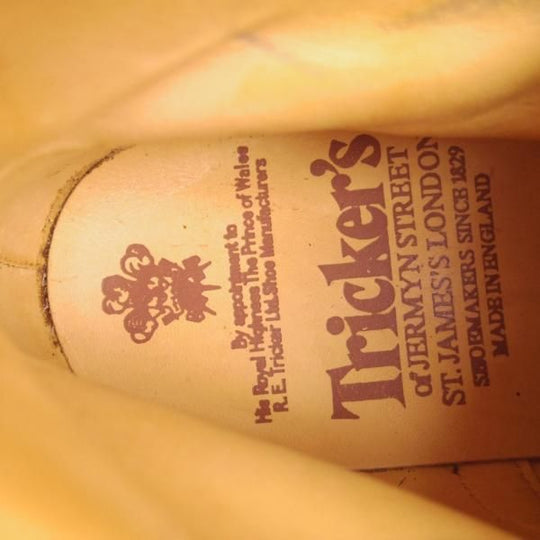 By appointment to
His Royal Highness The Prince of Wales
R. E. Tricker Ltd. Shoe Manufacturers
Tricker's
of JERMYN STREET
ST. JAMES'S LONDON
SHOEMAKERS SINCE 1829
MADE IN ENGLAND